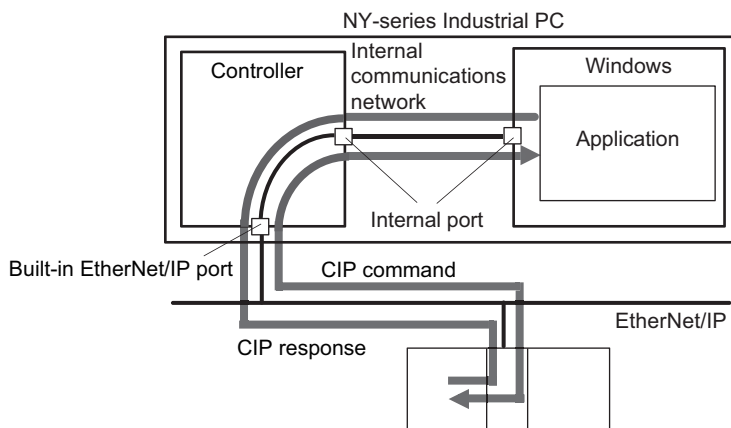 NY-series Industrial PC
Controller
Internal
communications
network
Windows
Application
Internal port
Built-in EtherNet/IP port
CIP command
EtherNet/IP
CIP response